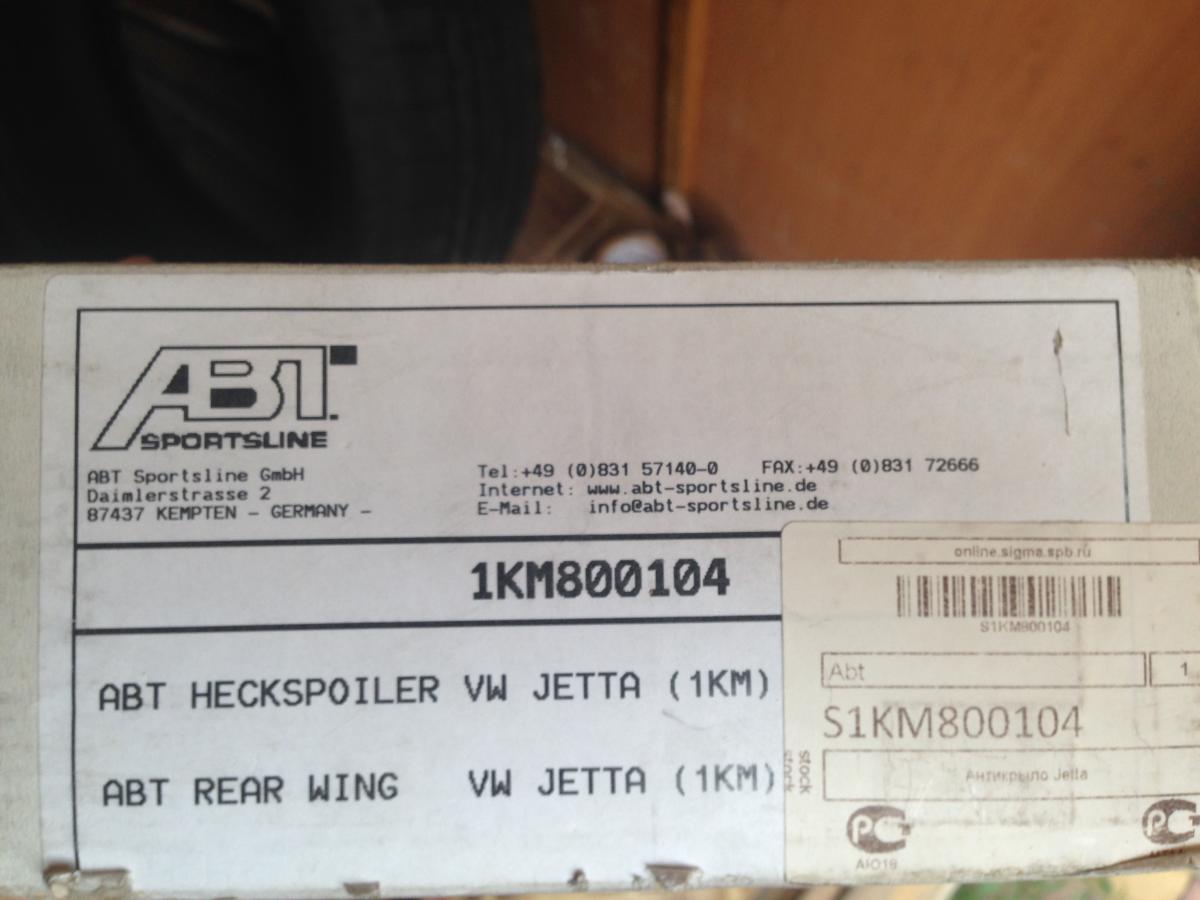 ABT
SPORTSLINE
ABT Sportsline GmbH
Daimlerstrasse 2
87437 KEMPTEN - GERMANY -
Tel:+49 (0)831 57140-0 FAX:+49 (0)831 72666
Internet: www.abt-sportsline.de
E-Mail: info@abt-sportsline.de
1KM800104
ABT HECKSPOILER VW JETTA (1KM)
ABT REAR WING VW JETTA (1KM)
online.sigma.spb.ru
S1KM800104
Abt
1
S1KM800104
stock
stock
Антикрыло Jetta
РС
АЮ18
РС